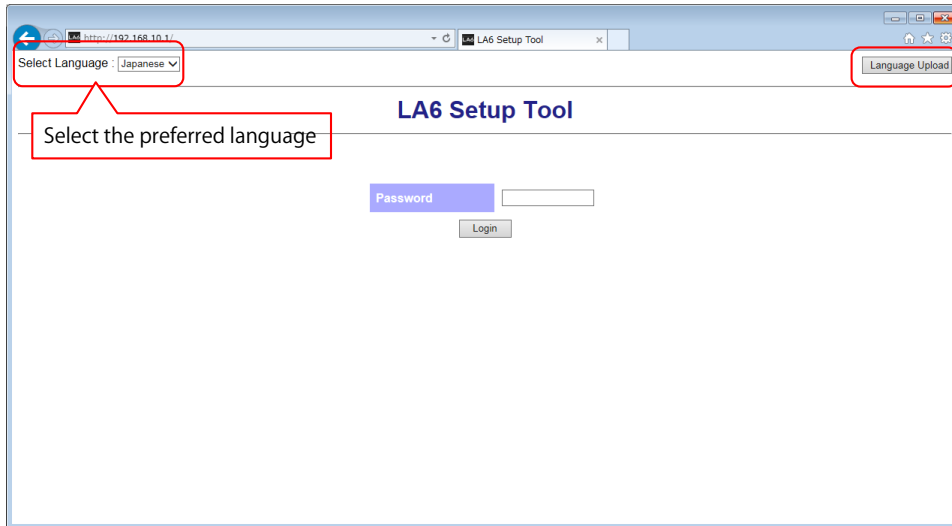 http://192.168.10.1/
LA6 LA6 Setup Tool
Select Language : Japanese
Language Upload
LA6 Setup Tool
Select the preferred language
Password
Login